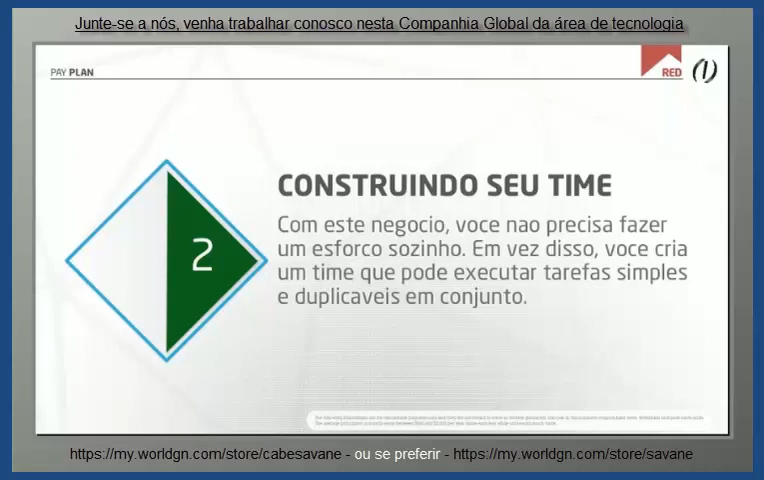 Junte-se a nós, venha trabalhar conosco nesta Companhia Global da área de tecnologia
PAY PLAN
RED
2
CONSTRUINDO SEU TIME
Com este negocio, voce nao precisa fazer
um esforco sozinho. Em vez disso, voce cria
um time que pode executar tarefas simples
e duplicaveis em conjunto.
https://my.worldgn.com/store/cabesavane - ou se preferir - https://my.worldgn.com/store/savane